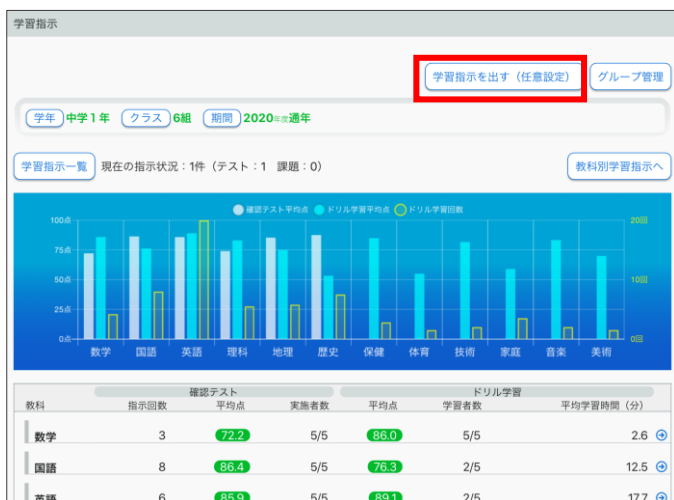 学習指示
学習指示を出す（任意設定） グループ管理
学年 中学1年 クラス 6組 期間 2020年度通年
学習指示一覧 現在の指示状況：1件（テスト：1 課題：0） 教科別学習指示へ
確認テスト平均点 ドリル学習平均点 ドリル学習回数
100点 20回
75点
50点 10回
25点
0点 0回
数学 国語 英語 理科 地理 歴史 保健 体育 技術 家庭 音楽 美術
確認テスト ドリル学習
教科 指示回数 平均点 実施者数 平均点 学習者数 平均学習時間（分）
数学 3 72.2 5/5 86.0 5/5 2.6
国語 8 86.4 5/5 76.3 2/5 12.5
英語 6 85.9 5/5 89.1 2/5 17.7